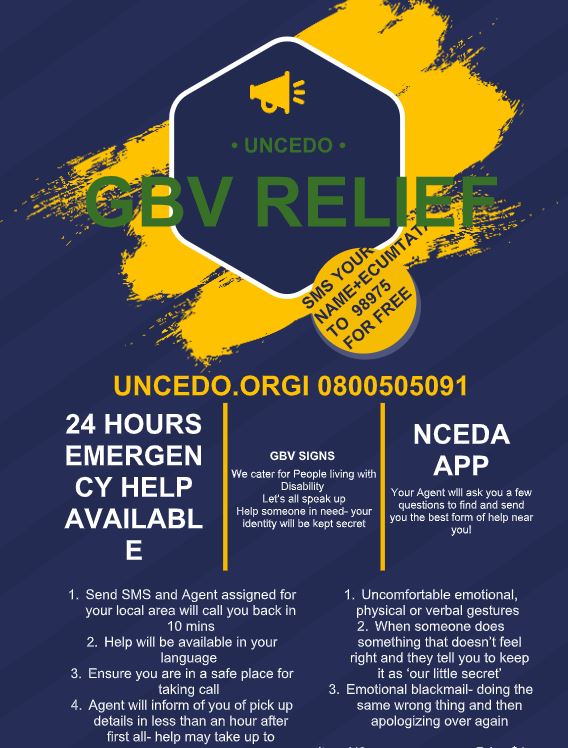 • UNCEDO •
GBV RELIEF
SMS YOUR
NAME+ECUMTATI
TO 98975
FOR FREE
UNCEDO.ORGI 0800505091
24 HOURS
EMERGEN
CY HELP
AVAILABL
E
GBV SIGNS
We cater for People living with
Disability
Let's all speak up
Help someone in need- your
identity will be kept secret
NCEDA
APP
Your Agent will ask you a few
questions to find and send
you the best form of help near
you!
1. Send SMS and Agent assigned for
your local area will call you back in
10 mins
2. Help will be available in your
language
3. Ensure you are in a safe place for
taking call
4. Agent will inform of you of pick up
details in less than an hour after
first all- help may take up to
1. Uncomfortable emotional,
physical or verbal gestures
2. When someone does
something that doesn't feel
right and they tell you to keep
it as 'our little secret'
3. Emotional blackmail- doing the
same wrong thing and then
apologizing over again